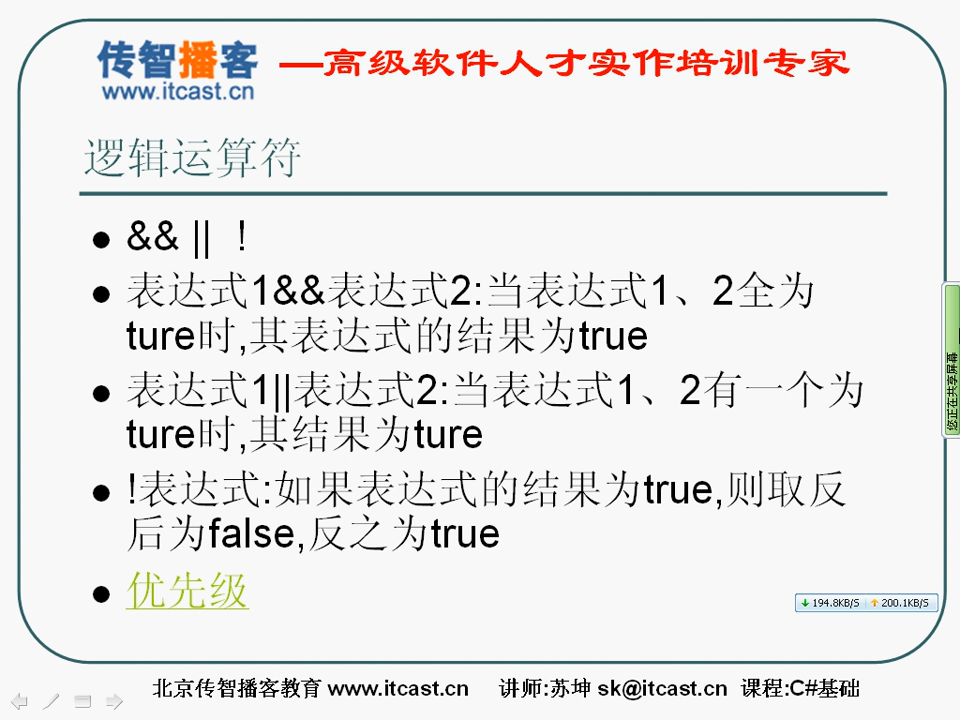 传智播客
www.itcast.cn
—高级软件人才实作培训专家
逻辑运算符
&& || !
表达式1&&表达式2:当表达式1、2全为
ture时,其表达式的结果为true
表达式1||表达式2:当表达式1、2有一个为
ture时,其结果为ture
!表达式:如果表达式的结果为true,则取反
后为false,反之为true
优先级
您正在共享屏幕
194.8KB/S 200.1KB/S
北京传智播客教育 www.itcast.cn 讲师:苏坤 sk@itcast.cn 课程:C#基础